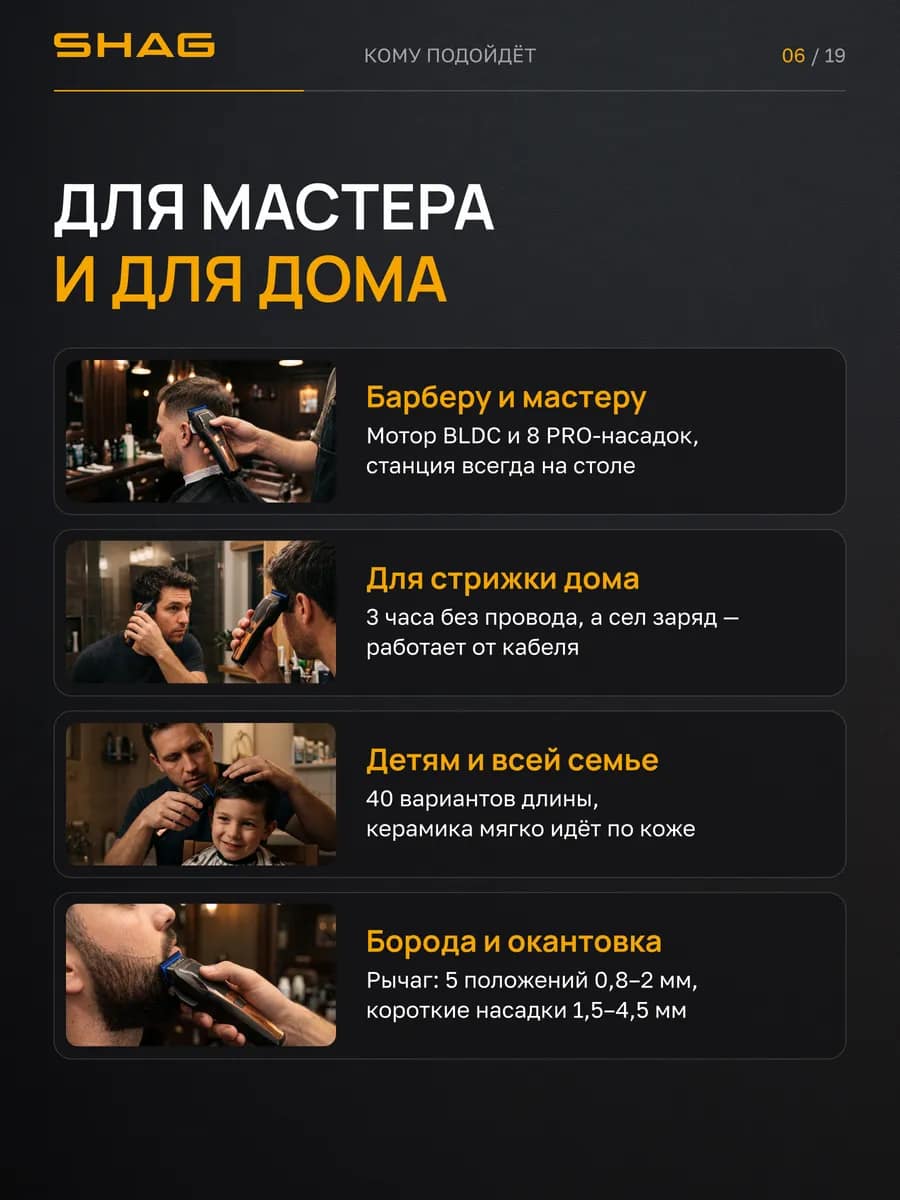 SHAG
КОМУ ПОДОЙДЁТ
06 / 19
ДЛЯ МАСТЕРА
И ДЛЯ ДОМА
Барберу и мастеру
Мотор BLDC и 8 PRO-насадок,
станция всегда на столе
Для стрижки дома
3 часа без провода, а сел заряд —
работает от кабеля
Детям и всей семье
40 вариантов длины,
керамика мягко идёт по коже
Борода и окантовка
Рычаг: 5 положений 0,8–2 мм,
короткие насадки 1,5–4,5 мм